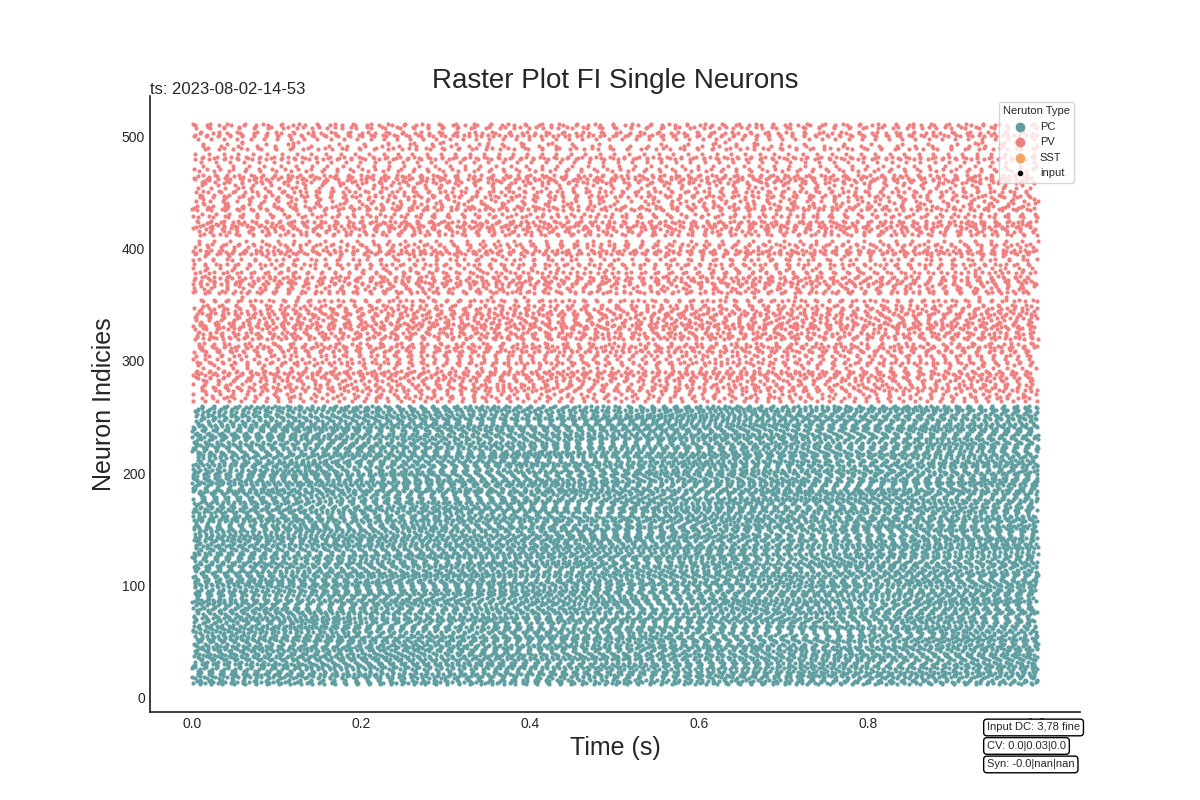 Raster Plot FI Single Neurons
ts: 2023-08-02-14-53
Neruton Type
PC
PV
SST
input
500
400
300
200
100
0
Neuron Indicies
0.0 0.2 0.4 0.6 0.8
Time (s)
Input DC: 3,78 fine
CV: 0.0|0.03|0.0
Syn: -0.0|nan|nan